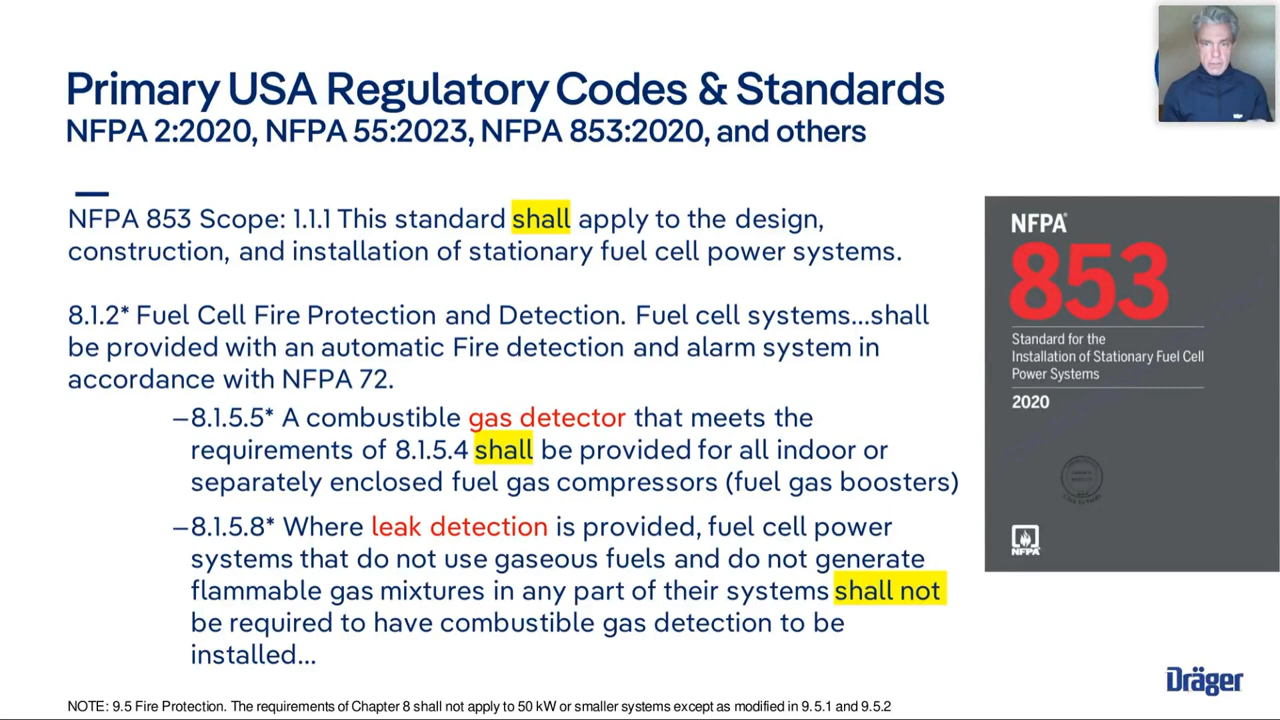 Primary USA Regulatory Codes & Standards
NFPA 2:2020, NFPA 55:2023, NFPA 853:2020, and others
NFPA 853 Scope: 1.1.1 This standard shall apply to the design,
construction, and installation of stationary fuel cell power systems.
8.1.2* Fuel Cell Fire Protection and Detection. Fuel cell systems...shall
be provided with an automatic Fire detection and alarm system in
accordance with NFPA 72.
–8.1.5.5* A combustible gas detector that meets the
requirements of 8.1.5.4 shall be provided for all indoor or
separately enclosed fuel gas compressors (fuel gas boosters)
–8.1.5.8* Where leak detection is provided, fuel cell power
systems that do not use gaseous fuels and do not generate
flammable gas mixtures in any part of their systems shall not
be required to have combustible gas detection to be
installed...
NFPA®
853
Standard for the
Installation of Stationary Fuel Cell
Power Systems
2020
NFPA
Dräger
NOTE: 9.5 Fire Protection. The requirements of Chapter 8 shall not apply to 50 kW or smaller systems except as modified in 9.5.1 and 9.5.2